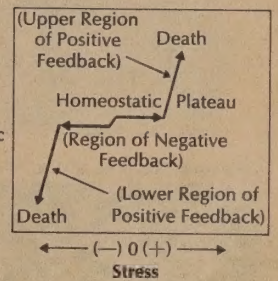 (Upper Region
of Positive
Feedback)
Death
Homeostatic Plateau
(Region of Negative
Feedback)
(Lower Region of
Positive Feedback)
Death
(—) 0 (+)
Stress